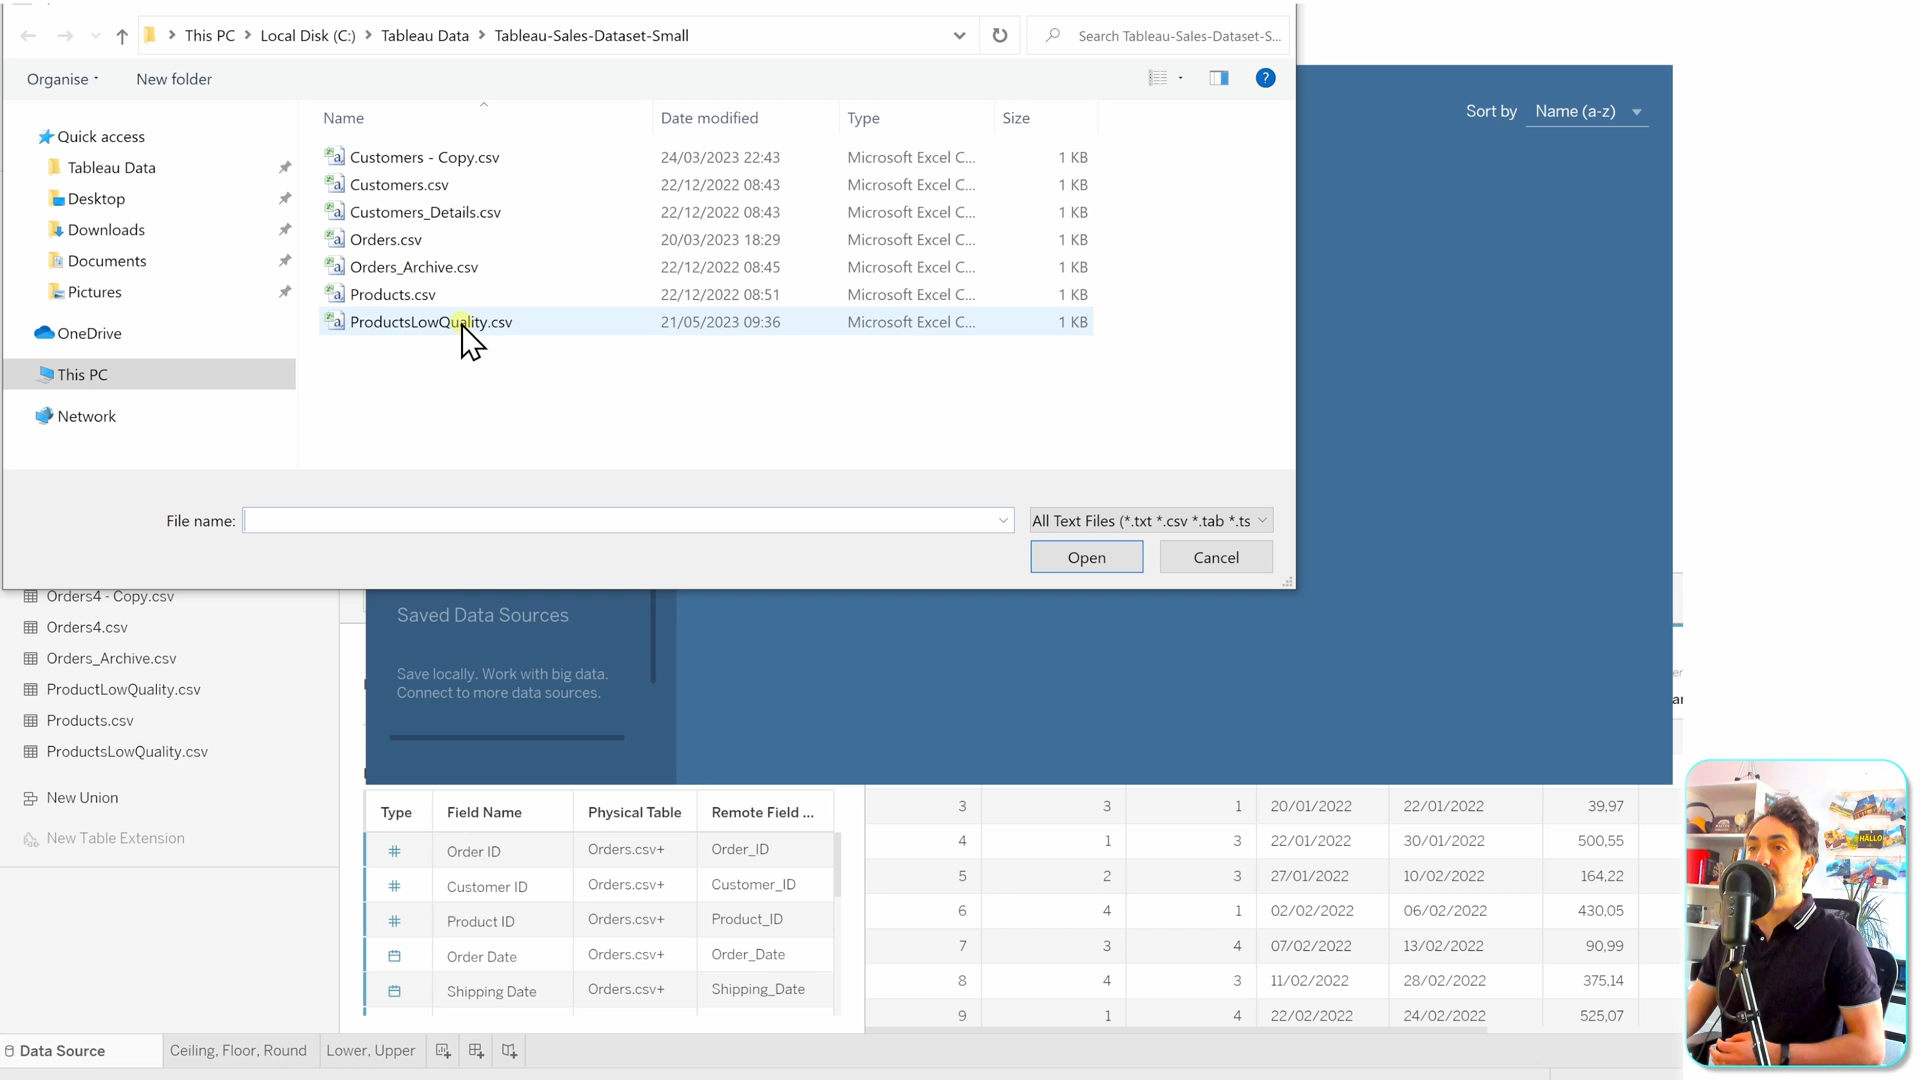 This PC > Local Disk (C:) > Tableau Data > Tableau-Sales-Dataset-Small
Search Tableau-Sales-Dataset-S...
Organise New folder
?
Sort by Name (a-z)
Name Date modified Type Size
Quick access
Tableau Data
Desktop
Downloads
Documents
Pictures
OneDrive
This PC
Network
Customers - Copy.csv 24/03/2023 22:43 Microsoft Excel C... 1 KB
Customers.csv 22/12/2022 08:43 Microsoft Excel C... 1 KB
Customers_Details.csv 22/12/2022 08:43 Microsoft Excel C... 1 KB
Orders.csv 20/03/2023 18:29 Microsoft Excel C... 1 KB
Orders_Archive.csv 22/12/2022 08:45 Microsoft Excel C... 1 KB
Products.csv 22/12/2022 08:51 Microsoft Excel C... 1 KB
ProductsLowQuality.csv 21/05/2023 09:36 Microsoft Excel C... 1 KB
File name:
All Text Files (*.txt *.csv *.tab *.ts
Open Cancel
Orders4 - Copy.csv
Orders4.csv
Orders_Archive.csv
ProductLowQuality.csv
Products.csv
ProductsLowQuality.csv
New Union
New Table Extension
Saved Data Sources
Save locally. Work with big data.
Connect to more data sources.
Type Field Name Physical Table Remote Field ...
# Order ID Orders.csv+ Order_ID
# Customer ID Orders.csv+ Customer_ID
# Product ID Orders.csv+ Product_ID
Order Date Orders.csv+ Order_Date
Shipping Date Orders.csv+ Shipping_Date
3 3 1 20/01/2022 22/01/2022 39,97
4 1 3 22/01/2022 30/01/2022 500,55
5 2 3 27/01/2022 10/02/2022 164,22
6 4 1 02/02/2022 06/02/2022 430,05
7 3 4 07/02/2022 13/02/2022 90,99
8 4 3 11/02/2022 28/02/2022 375,14
9 1 4 22/02/2022 24/02/2022 525,07
HALLO
Data Source Ceiling, Floor, Round Lower, Upper